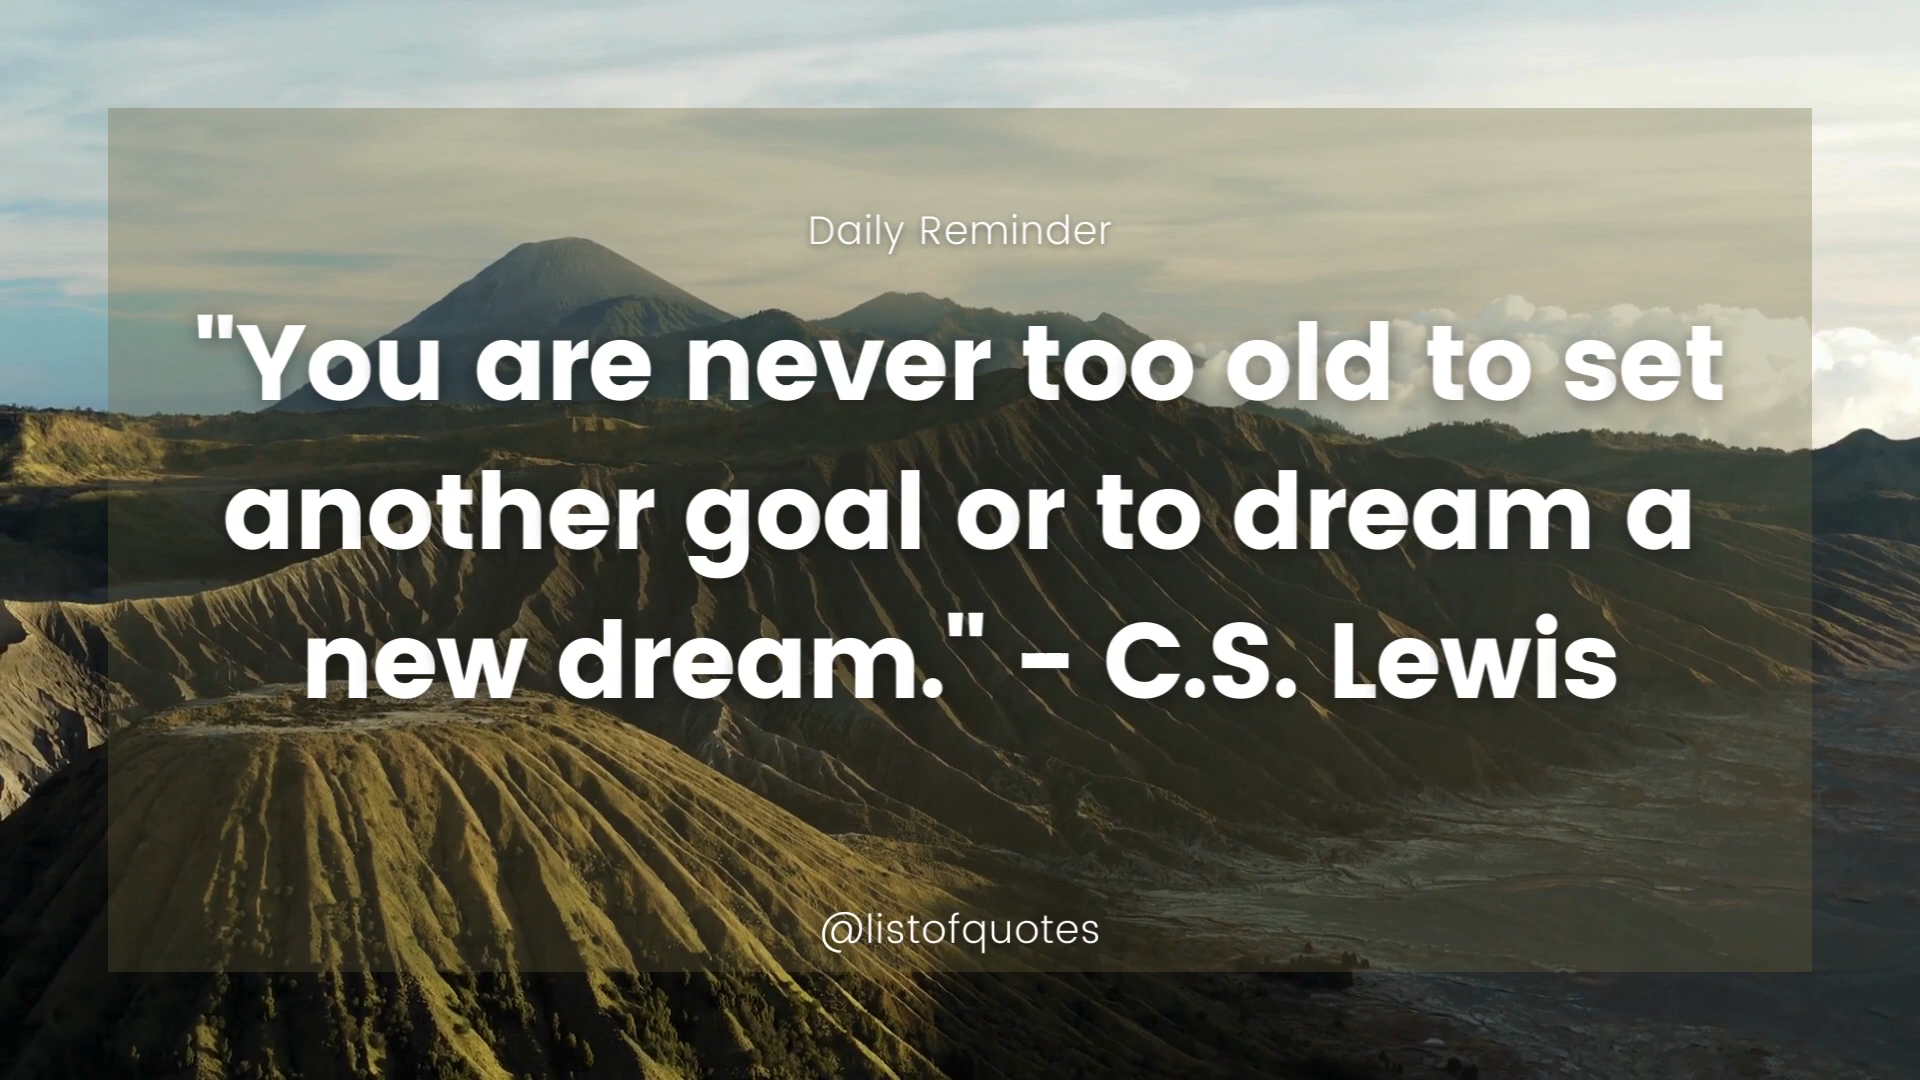 Daily Reminder
"You are never too old to set
another goal or to dream a
new dream." - C.S. Lewis
@listofquotes